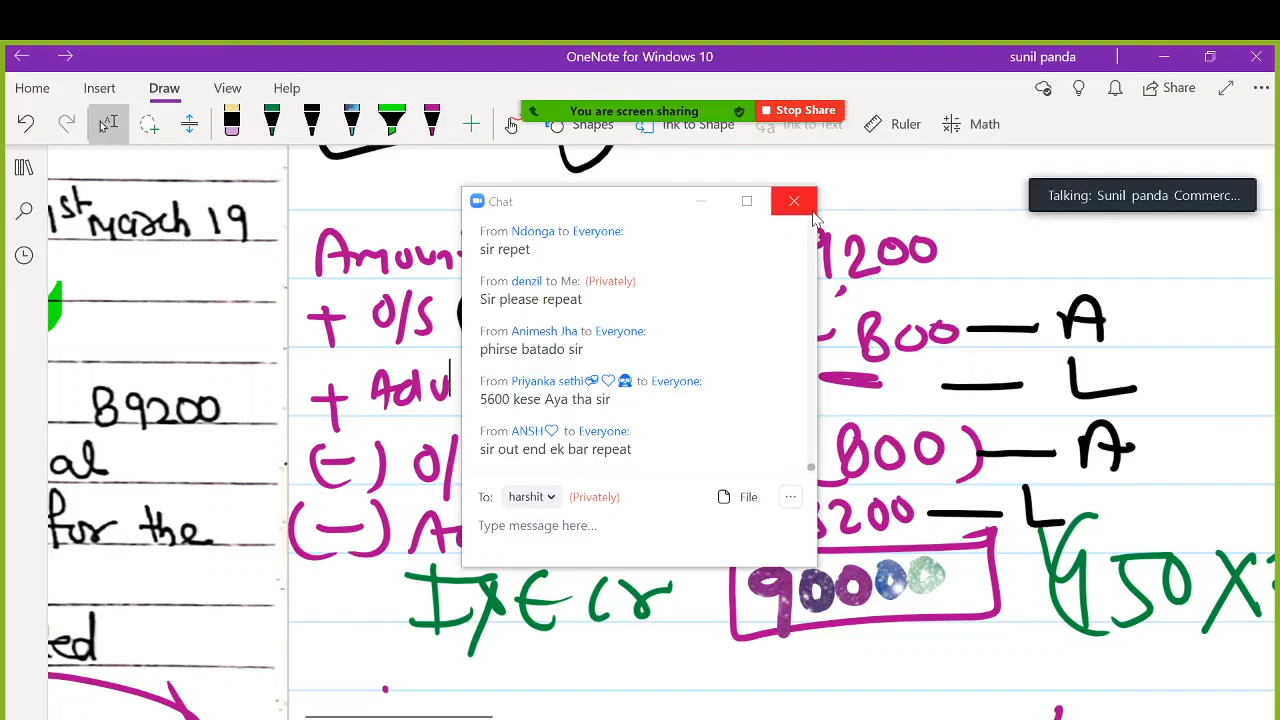 OneNote for Windows 10
sunil panda
Home Insert Draw View Help
Share
You are screen sharing
Stop Share
Shapes
Ink to Shape
Ink to Text
Ruler
Math
Talking: Sunil panda Commerc...
Chat
From Ndonga to Everyone:
sir repet
From denzil to Me: (Privately)
Sir please repeat
From Animesh Jha to Everyone:
phirse batado sir
From Priyanka sethi to Everyone:
5600 kese Aya tha sir
From ANSH♡ to Everyone:
sir out end ek bar repeat
To: harshit (Privately)
File
Type message here...
1st March 19
89200
al
for the
ed
Amoun 9200
+ O/S 800 — A
+ Adv — L
(-) O/ 800) — A
(-) A 200 — L
I & E Cr 90000 950 X